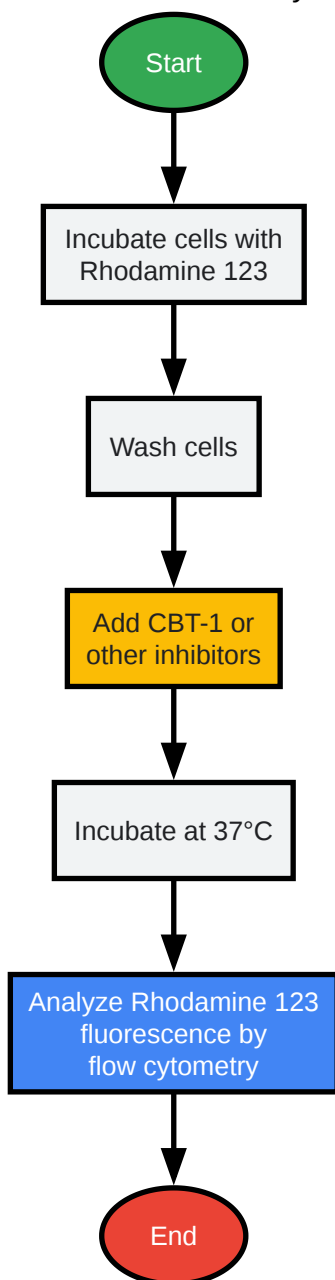 Start
Incubate cells with
Rhodamine 123
Wash cells
Add CBT-1 or
other inhibitors
Incubate at 37°C
Analyze Rhodamine 123
fluorescence by
flow cytometry
End